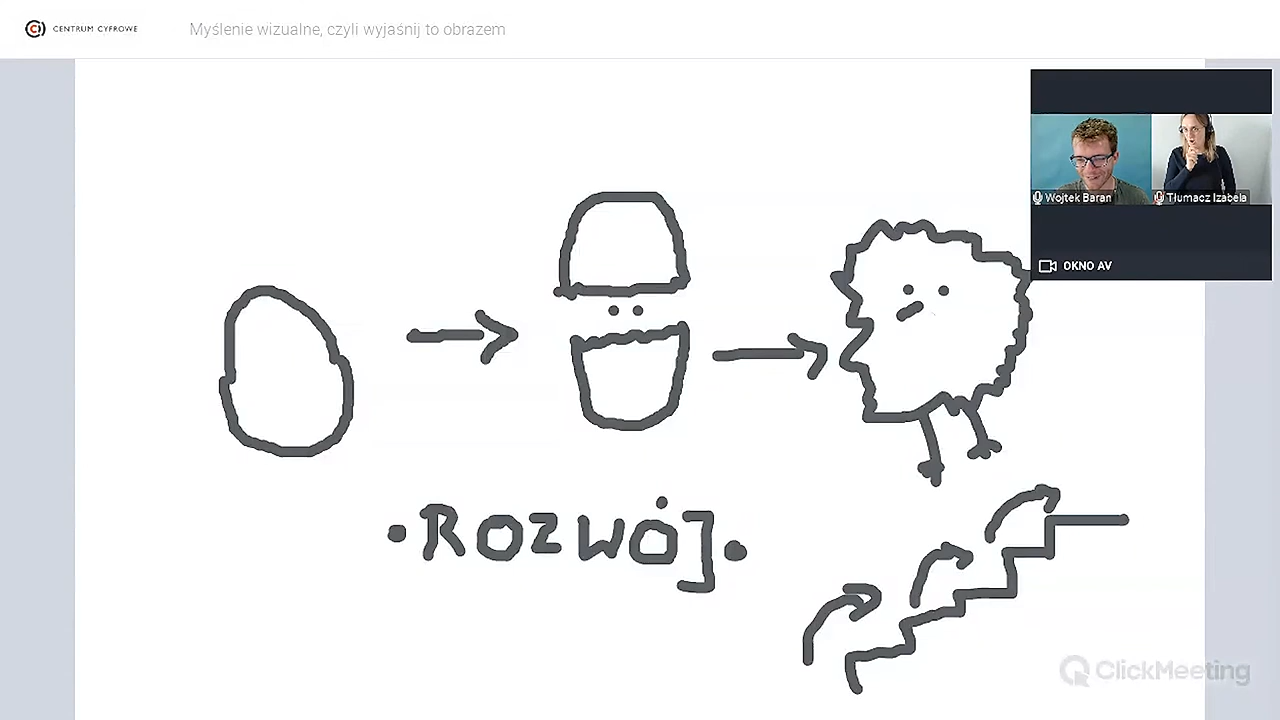 CENTRUM CYFROWE
Myślenie wizualne, czyli wyjaśnij to obrazem
Wojtek Baran
Tłumacz Izabela
OKNO AV
• ROZWÓJ •
ClickMeeting